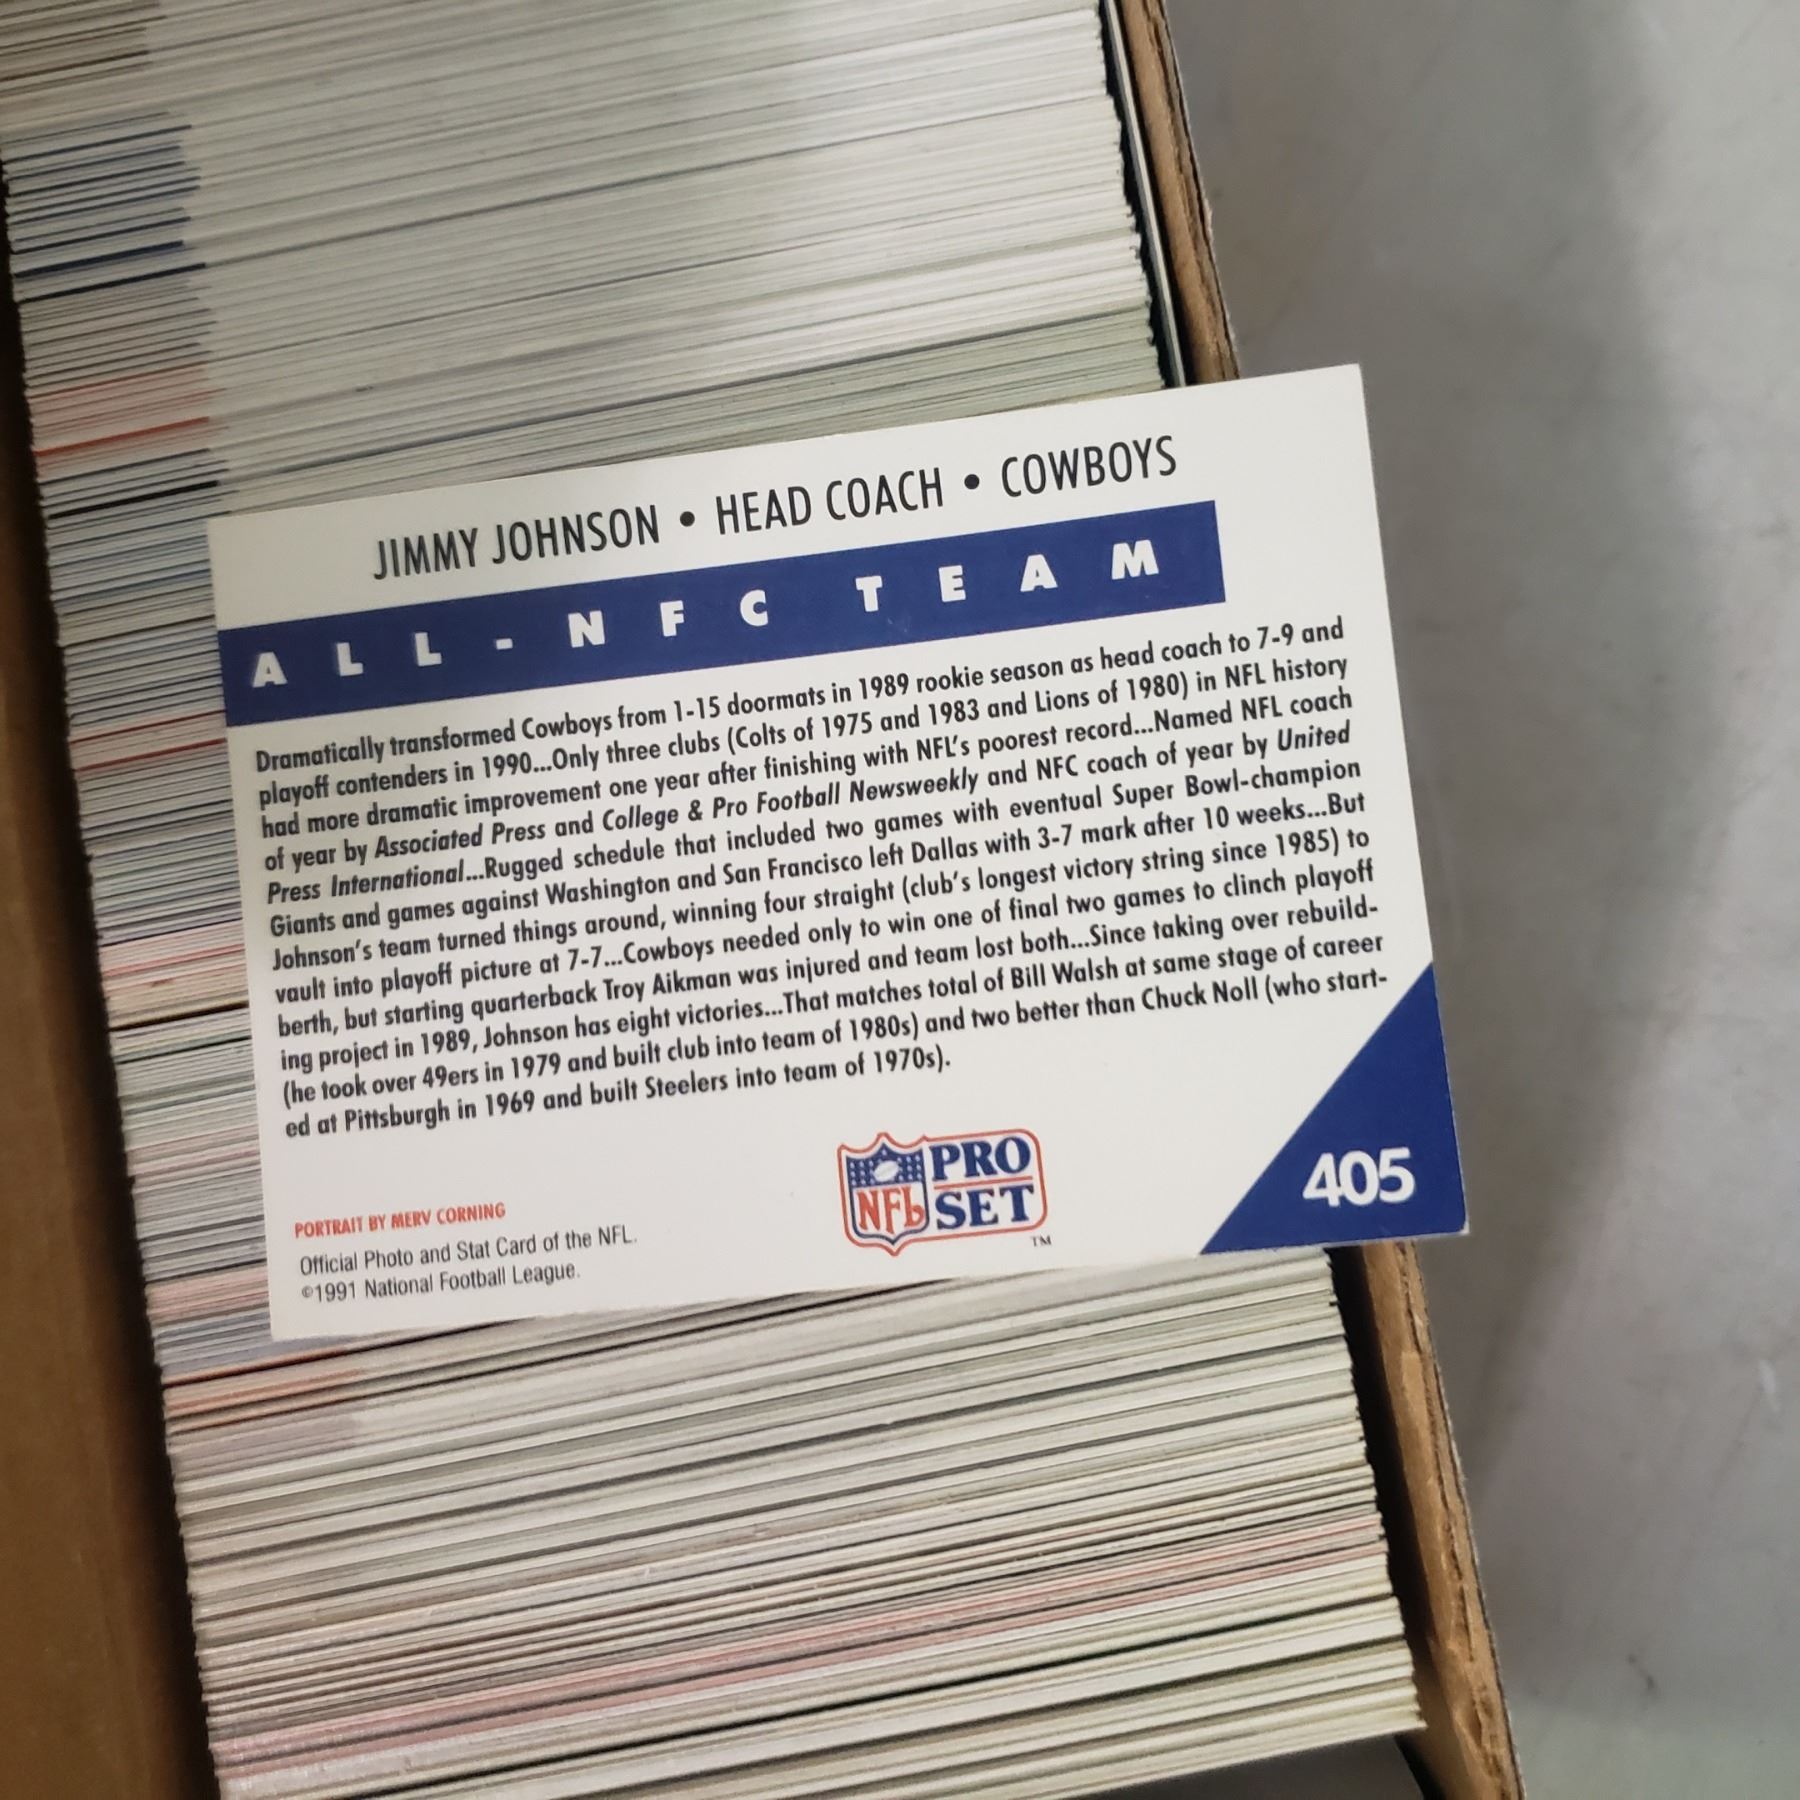 JIMMY JOHNSON • HEAD COACH • COWBOYS
ALL-NFC TEAM
Dramatically transformed Cowboys from 1-15 doormats in 1989 rookie season as head coach to 7-9 and
playoff contenders in 1990...Only three clubs (Colts of 1975 and 1983 and Lions of 1980) in NFL history
had more dramatic improvement one year after finishing with NFL's poorest record...Named NFL coach
of year by Associated Press and College & Pro Football Newsweekly and NFC coach of year by United
Press International...Rugged schedule that included two games with eventual Super Bowl-champion
Giants and games against Washington and San Francisco left Dallas with 3-7 mark after 10 weeks...But
Johnson's team turned things around, winning four straight (club's longest victory string since 1985) to
vault into playoff picture at 7-7...Cowboys needed only to win one of final two games to clinch playoff
berth, but starting quarterback Troy Aikman was injured and team lost both...Since taking over rebuild-
ing project in 1989, Johnson has eight victories...That matches total of Bill Walsh at same stage of career
(he took over 49ers in 1979 and built club into team of 1980s) and two better than Chuck Noll (who start-
ed at Pittsburgh in 1969 and built Steelers into team of 1970s).
PORTRAIT BY MERV CORNING
Official Photo and Stat Card of the NFL.
©1991 National Football League.
NFL PRO SET TM
405